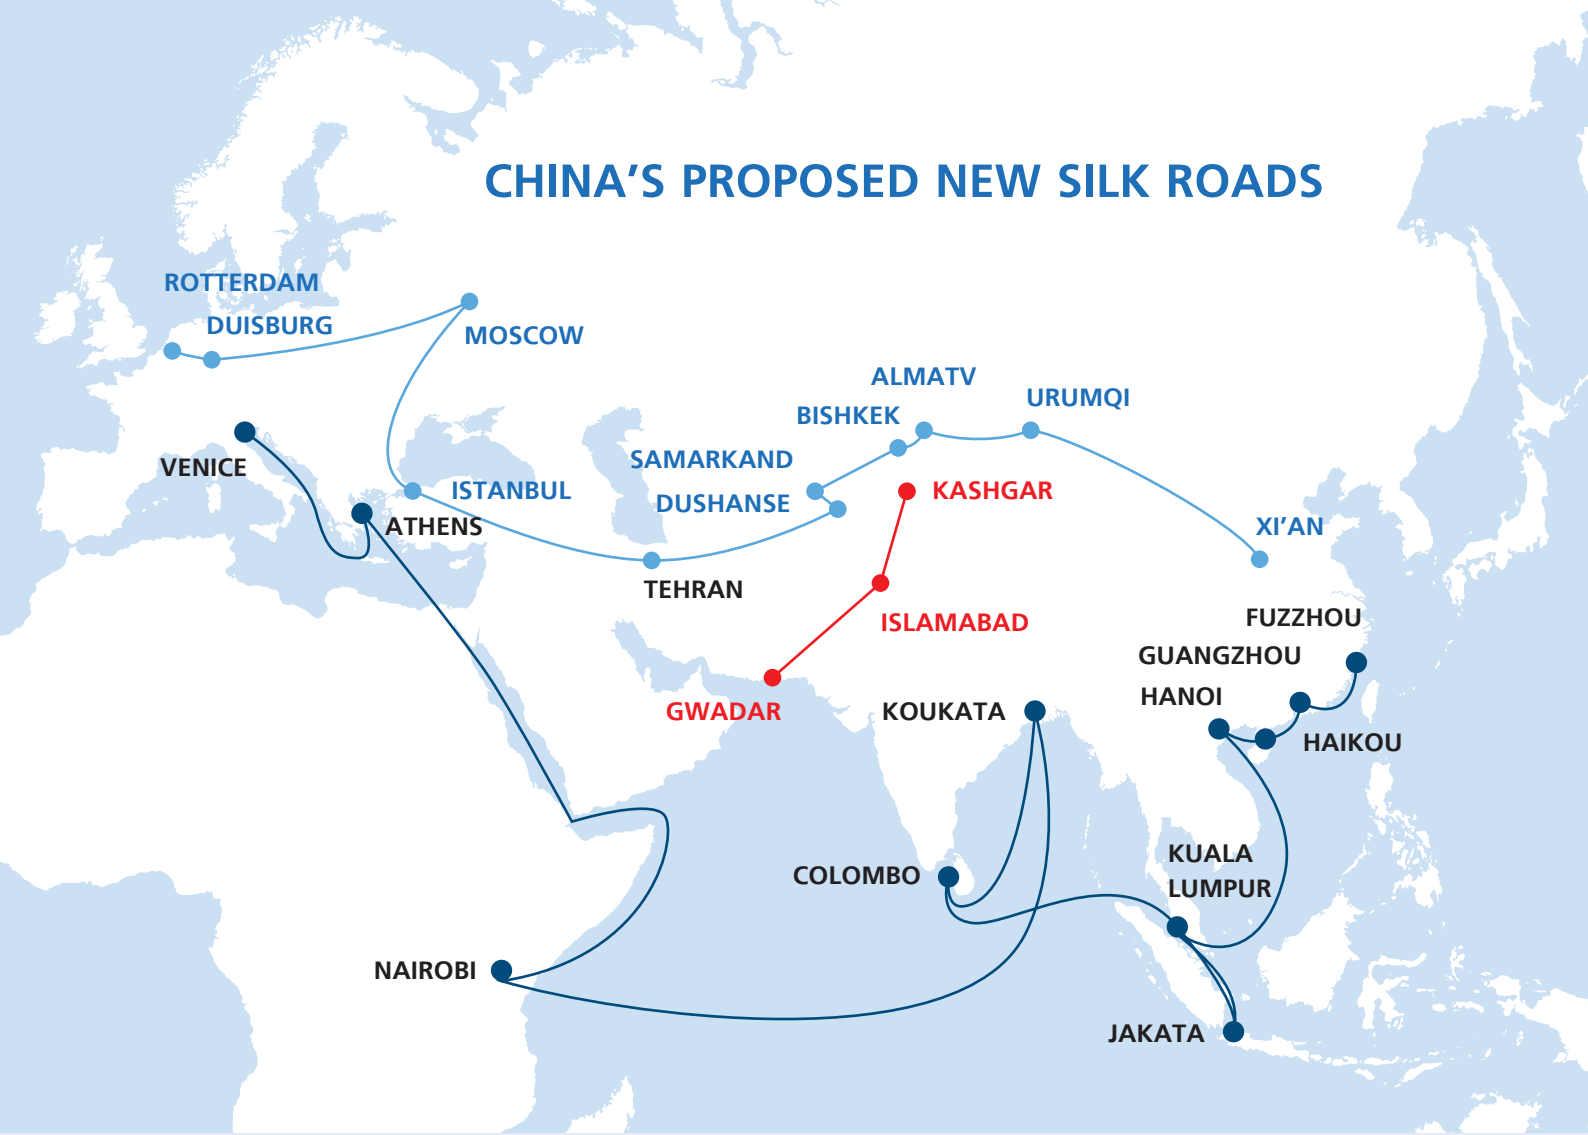 CHINA'S PROPOSED NEW SILK ROADS
ROTTERDAM
DUISBURG
MOSCOW
ALMATV
URUMQI
BISHKEK
SAMARKAND
VENICE
ISTANBUL
KASHGAR
DUSHANSE
ATHENS
XI'AN
TEHRAN
FUZZHOU
ISLAMABAD
GUANGZHOU
HANOI
GWADAR
KOUKATA
HAIKOU
KUALA
LUMPUR
COLOMBO
NAIROBI
JAKATA